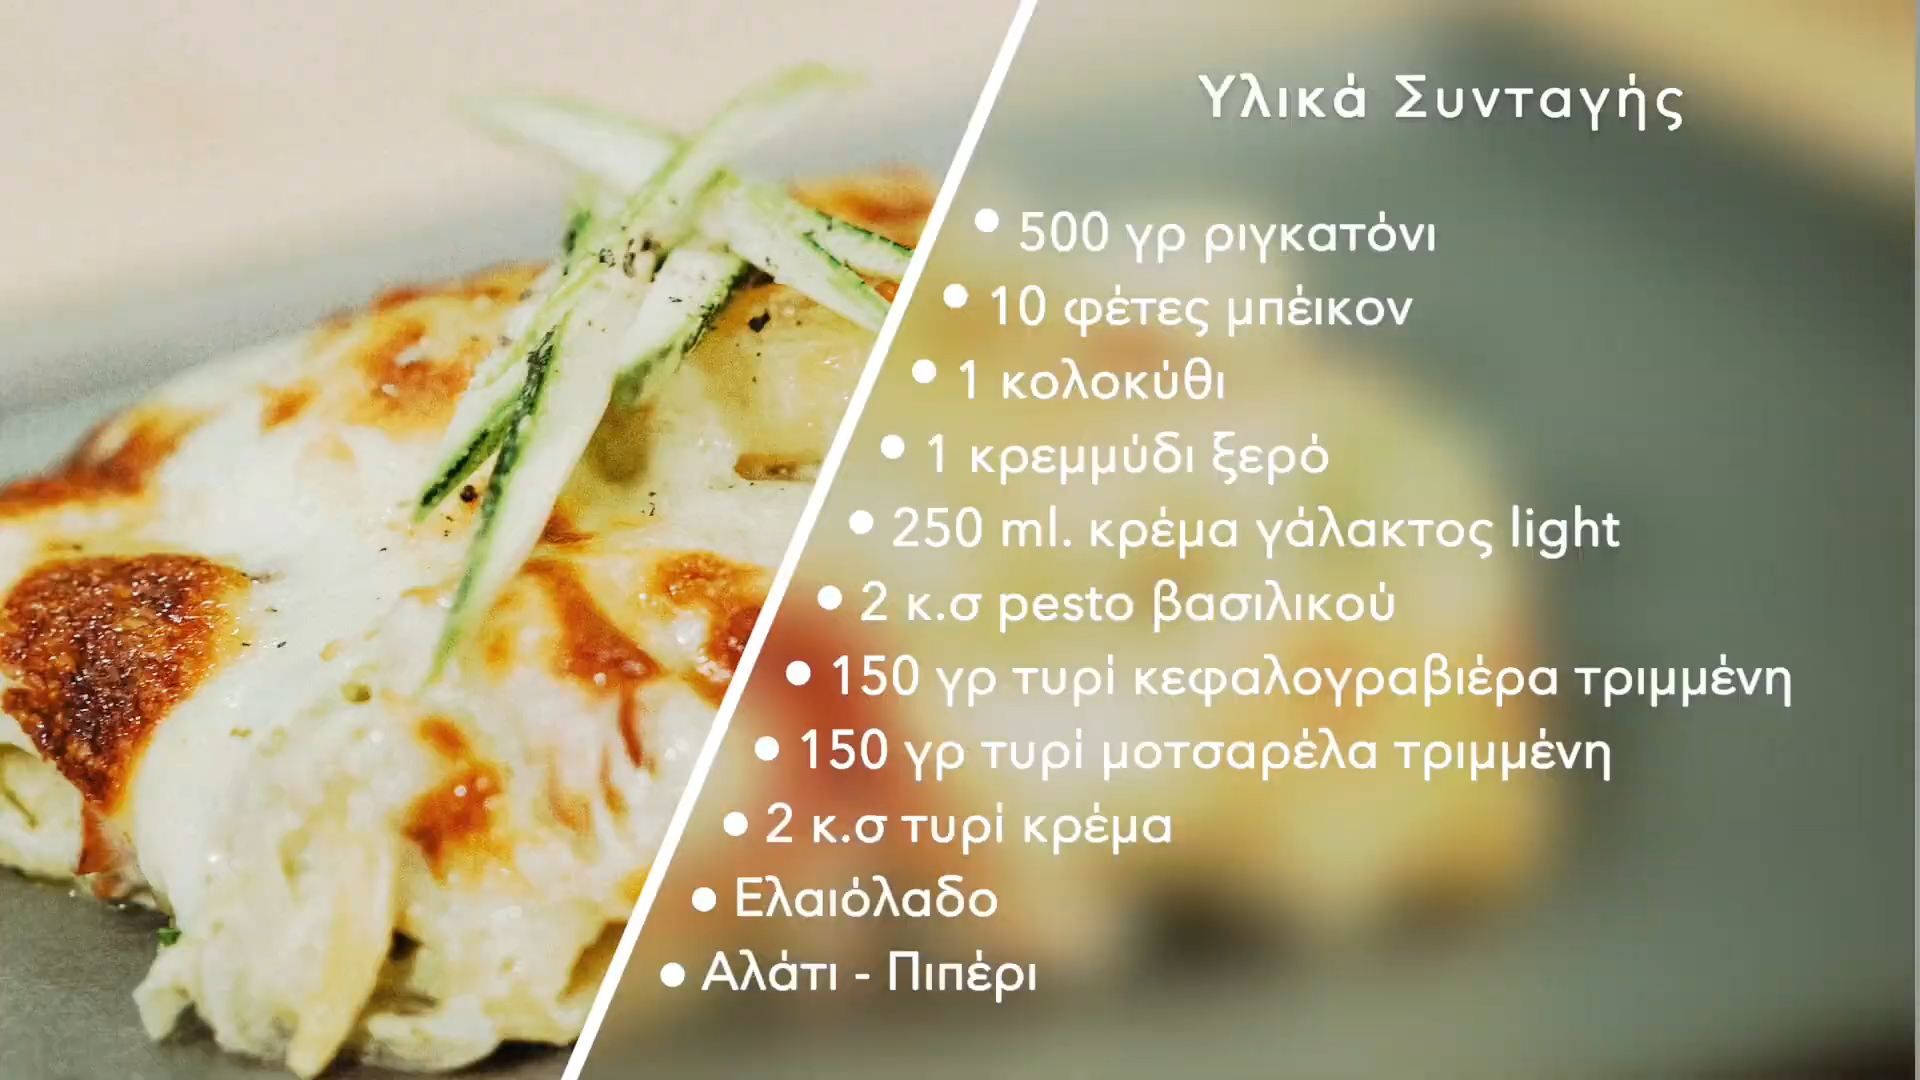 Υλικά Συνταγής
• 500 γρ ριγκατόνι
• 10 φέτες μπέικον
• 1 κολοκύθι
• 1 κρεμμύδι ξερό
• 250 ml. κρέμα γάλακτος light
• 2 κ.σ pesto βασιλικού
• 150 γρ τυρί κεφαλογραβιέρα τριμμένη
• 150 γρ τυρί μοτσαρέλα τριμμένη
• 2 κ.σ τυρί κρέμα
• Ελαιόλαδο
• Αλάτι - Πιπέρι